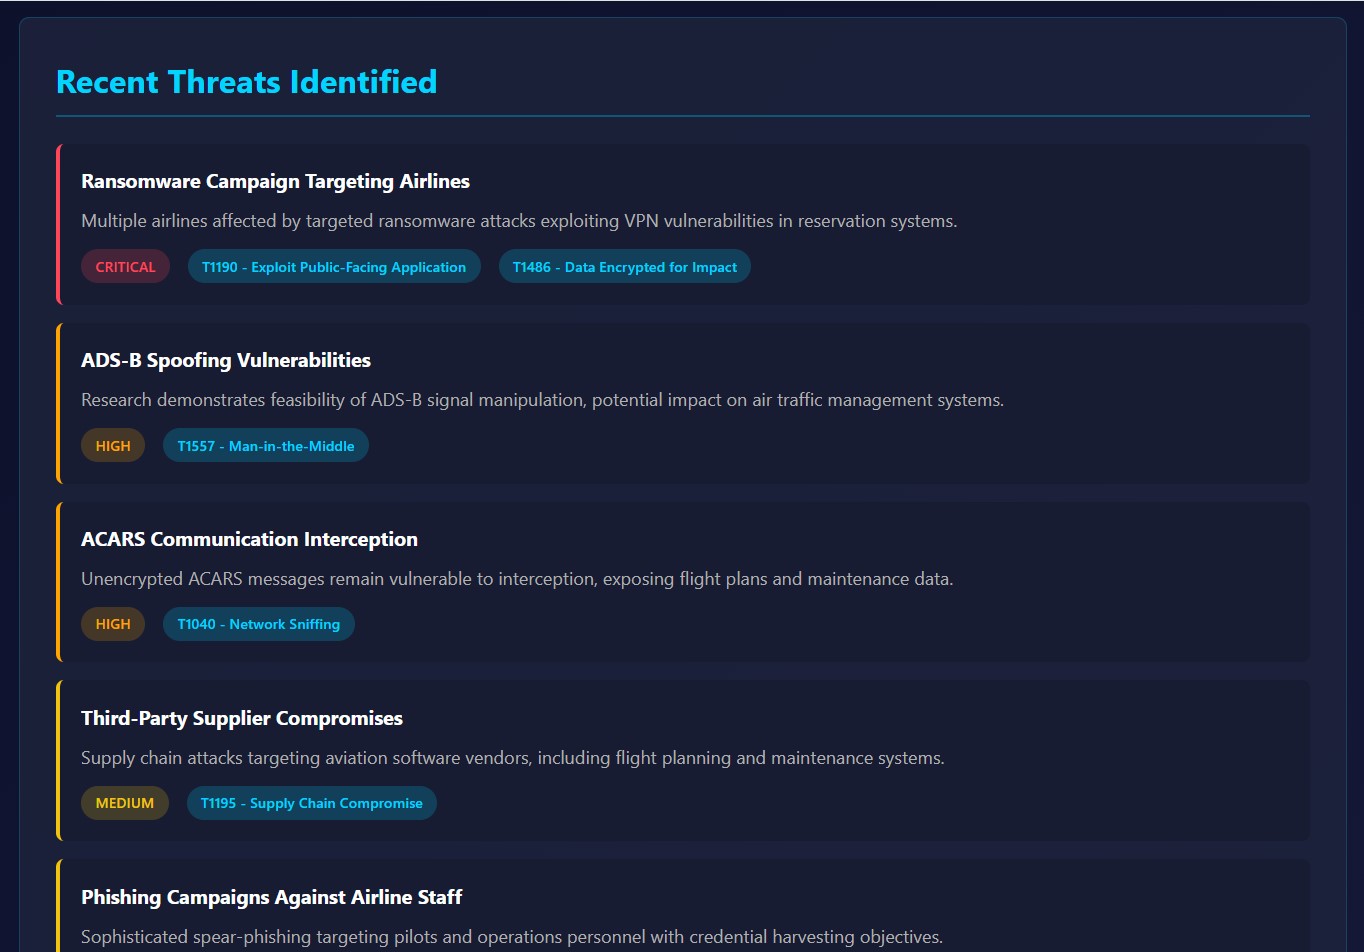 Recent Threats Identified
Ransomware Campaign Targeting Airlines
Multiple airlines affected by targeted ransomware attacks exploiting VPN vulnerabilities in reservation systems.
CRITICAL T1190 - Exploit Public-Facing Application T1486 - Data Encrypted for Impact
ADS-B Spoofing Vulnerabilities
Research demonstrates feasibility of ADS-B signal manipulation, potential impact on air traffic management systems.
HIGH T1557 - Man-in-the-Middle
ACARS Communication Interception
Unencrypted ACARS messages remain vulnerable to interception, exposing flight plans and maintenance data.
HIGH T1040 - Network Sniffing
Third-Party Supplier Compromises
Supply chain attacks targeting aviation software vendors, including flight planning and maintenance systems.
MEDIUM T1195 - Supply Chain Compromise
Phishing Campaigns Against Airline Staff
Sophisticated spear-phishing targeting pilots and operations personnel with credential harvesting objectives.